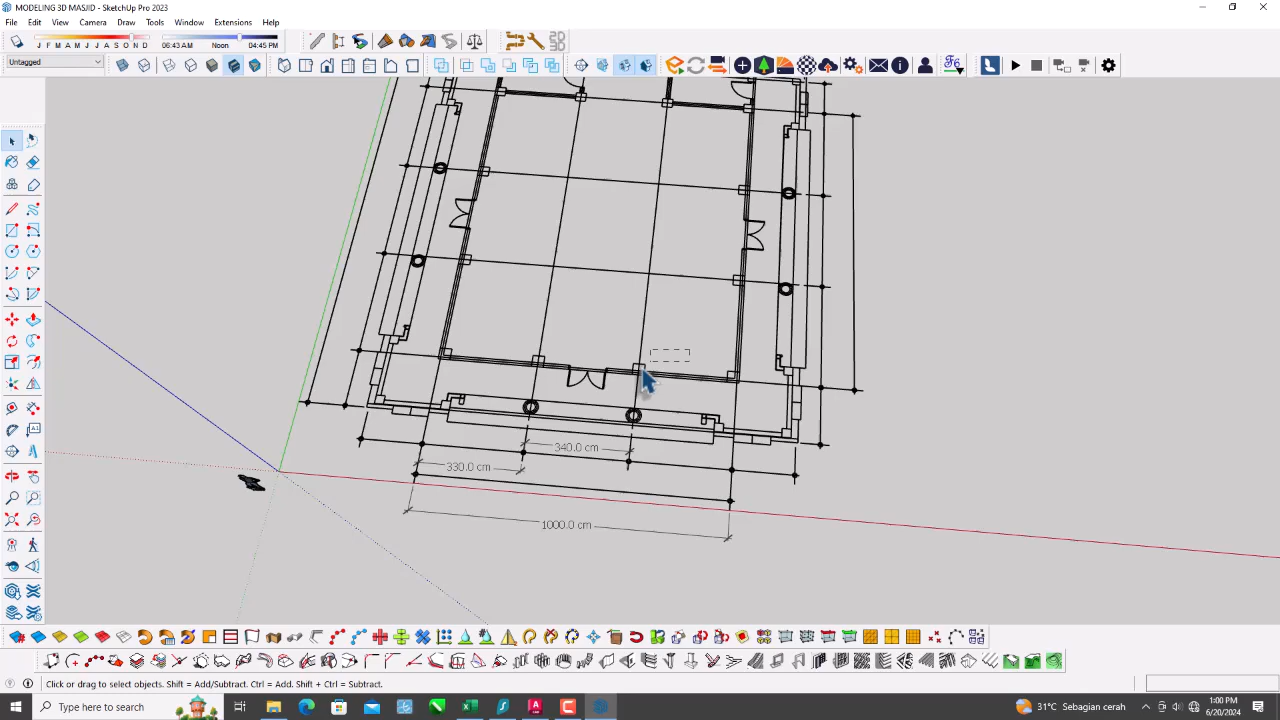 MODELING 3D MASJID - SketchUp Pro 2023
File Edit View Camera Draw Tools Window Extensions Help
J F M A M J J A S O N D 06:43 AM Noon 04:45 PM
Untagged
340.0 cm
330.0 cm
1000.0 cm
Click or drag to select objects. Shift = Add/Subtract. Ctrl = Add. Shift + Ctrl = Subtract.
Type here to search
31°C Sebagian cerah
1:00 PM
6/20/2024